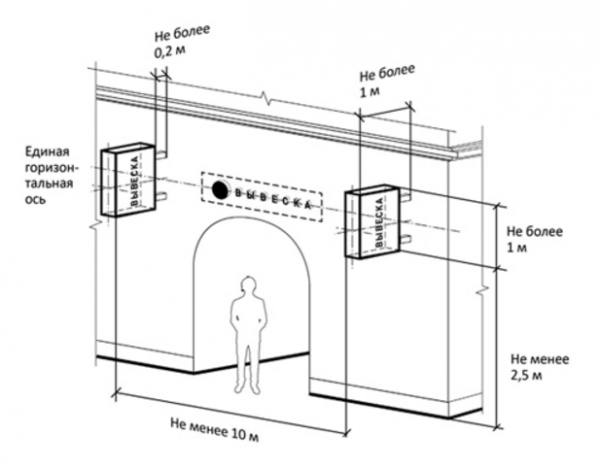 Не более
0,2 м
Не более
1 м
Единая
горизон-
тальная
ось
ВЫВЕСКА
ВЫВЕСКА
ВЫВЕСКА
Не более
1 м
Не менее
2,5 м
Не менее 10 м